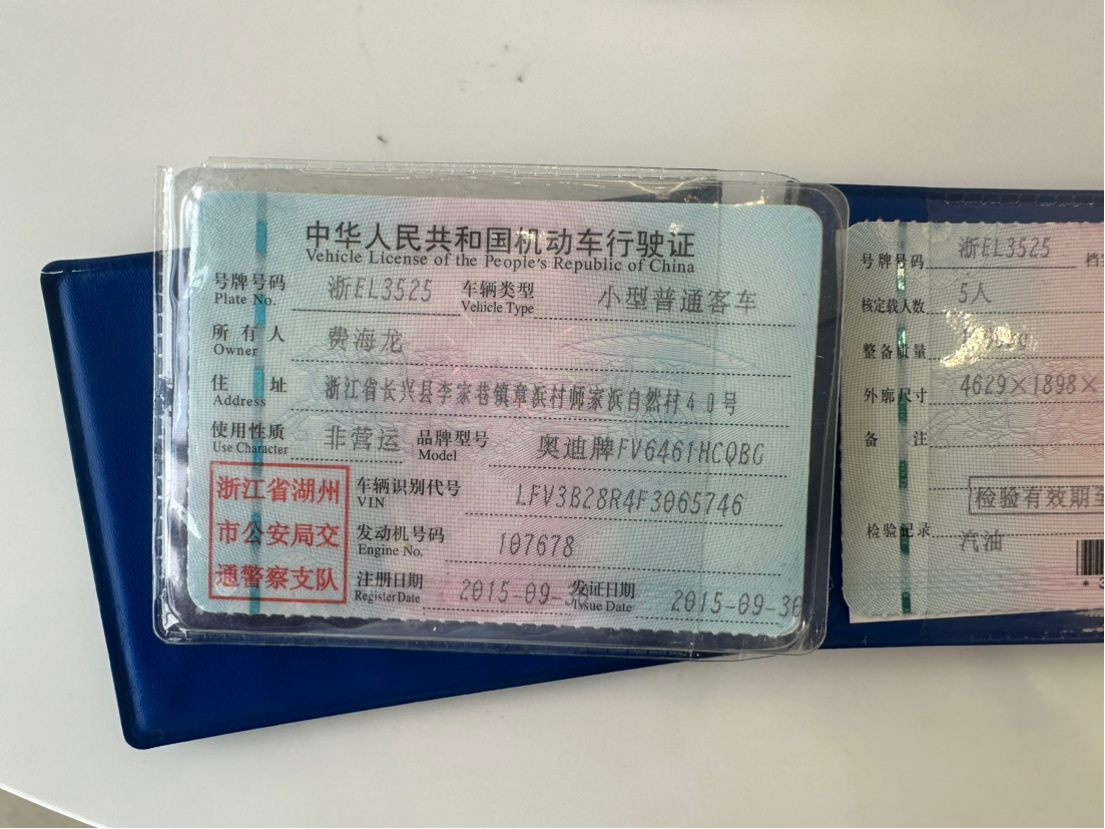 中华人民共和国机动车行驶证
Vehicle License of the People's Republic of China
号牌号码 浙EL3525 车辆类型 小型普通客车
Plate No. Vehicle Type
所有人 费海龙
Owner
住址 浙江省长兴县李家巷镇章浜村师家浜自然村40号
Address
使用性质 非营运 品牌型号 奥迪牌FV6461HCQBG
Use Character Model
浙江省湖州
市公安局交
通警察支队
车辆识别代号 LFV3B28R4F3065746
VIN
发动机号码 107678
Engine No.
注册日期 2015-09-30 发证日期 2015-09-30
Register Date Issue Date
号牌号码 浙EL3525
核定载人数 5人
整备质量
外廓尺寸 4629×1898×
备注
检验有效期至
检验记录
汽油